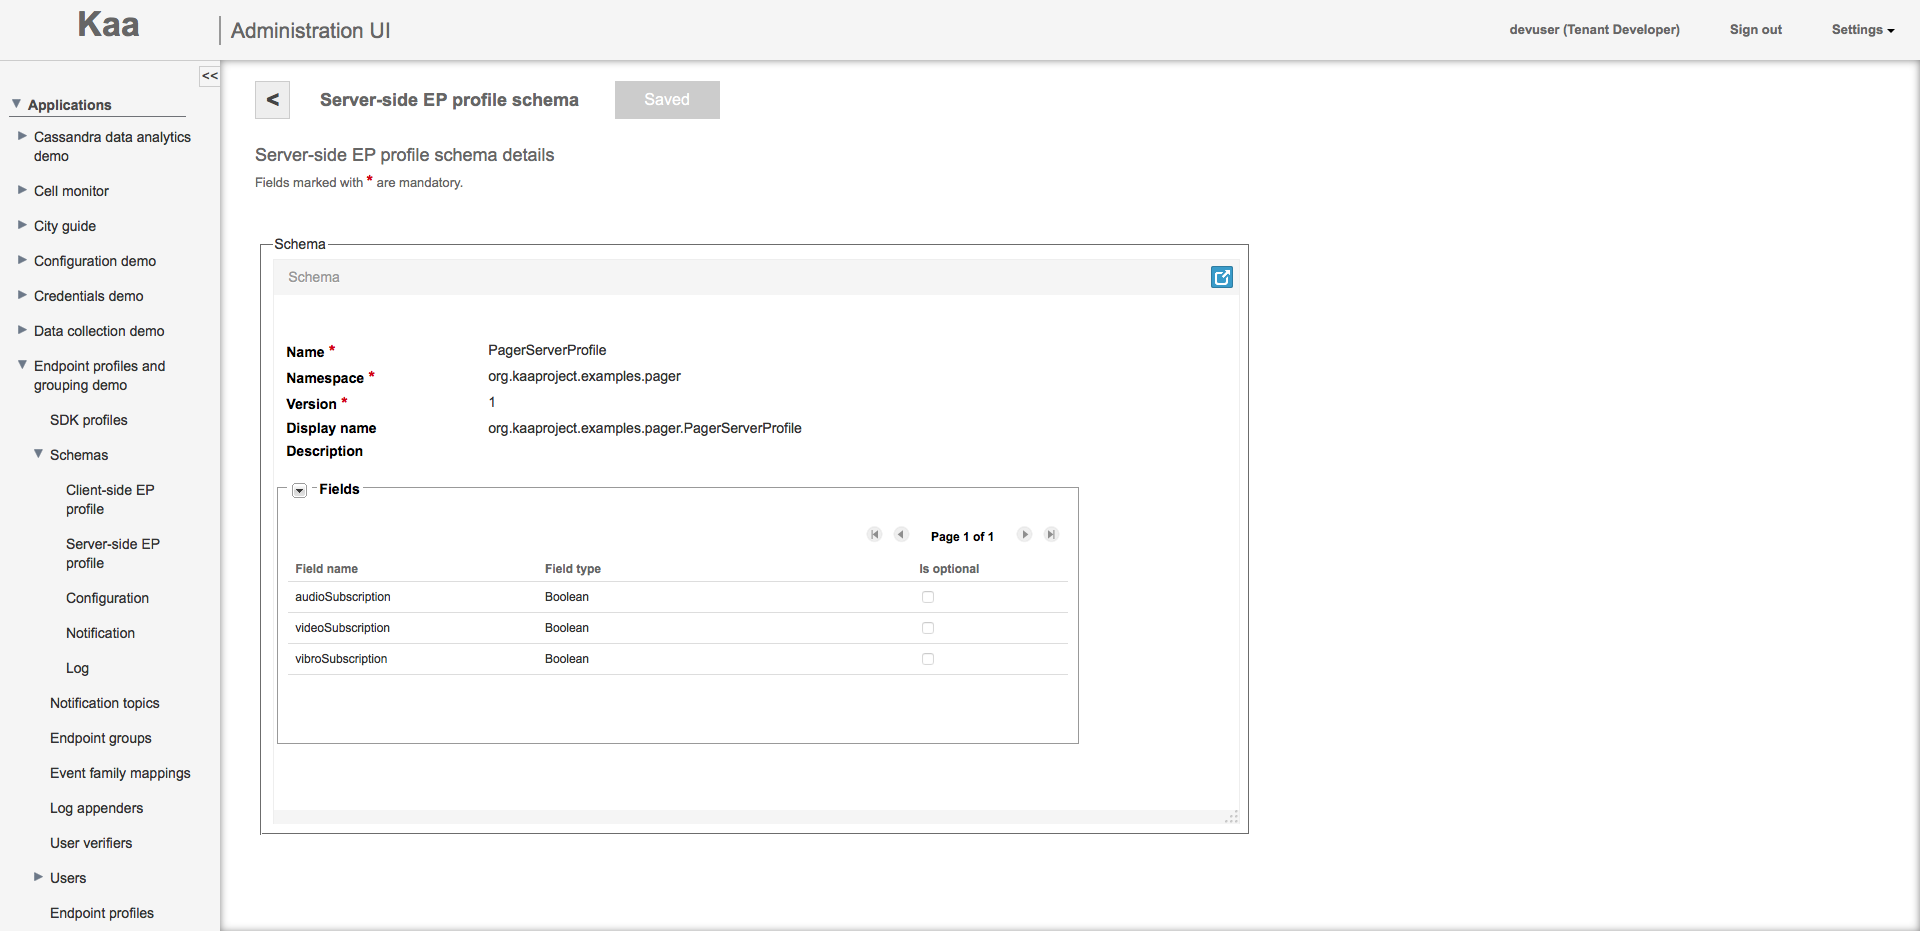 Kaa
Administration UI
devuser (Tenant Developer)
Sign out
Settings
<<
Applications
Cassandra data analytics
demo
Cell monitor
City guide
Configuration demo
Credentials demo
Data collection demo
Endpoint profiles and
grouping demo
SDK profiles
Schemas
Client-side EP
profile
Server-side EP
profile
Configuration
Notification
Log
Notification topics
Endpoint groups
Event family mappings
Log appenders
User verifiers
Users
Endpoint profiles
< Server-side EP profile schema Saved
Server-side EP profile schema details
Fields marked with * are mandatory.
Schema
Schema
Name * PagerServerProfile
Namespace * org.kaaproject.examples.pager
Version * 1
Display name org.kaaproject.examples.pager.PagerServerProfile
Description
Fields
Page 1 of 1
Field name Field type Is optional
audioSubscription Boolean
videoSubscription Boolean
vibroSubscription Boolean